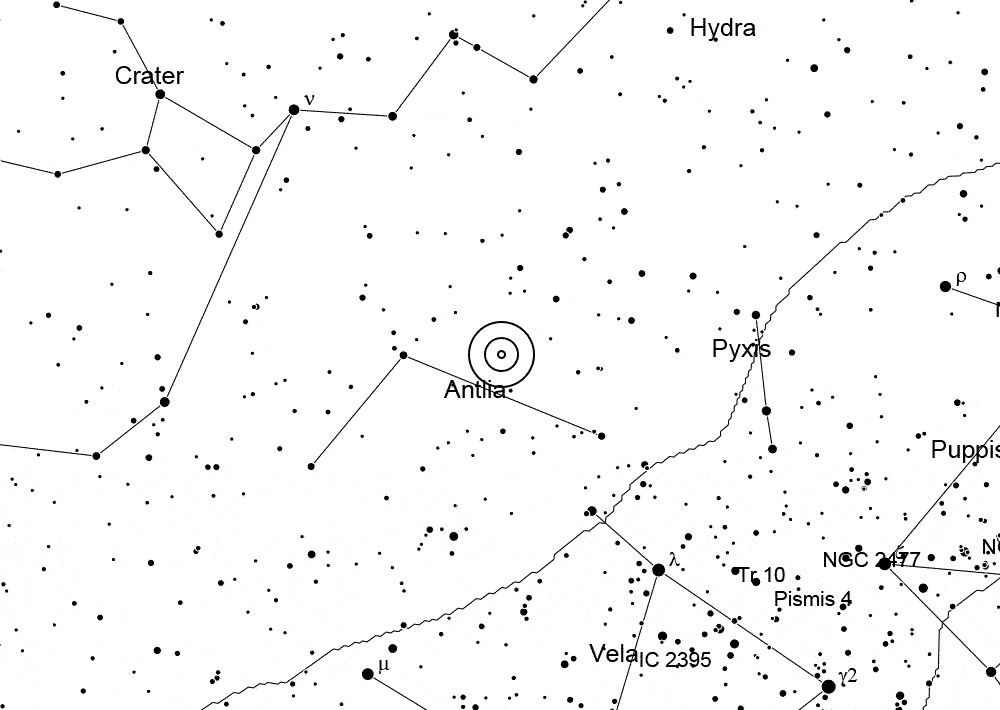 Hydra
Crater
ν
ρ
Pyxis
Antlia
Puppis
NGC 2477
λ
Tr 10
Pismis 4
Vela
IC 2395
μ
γ2